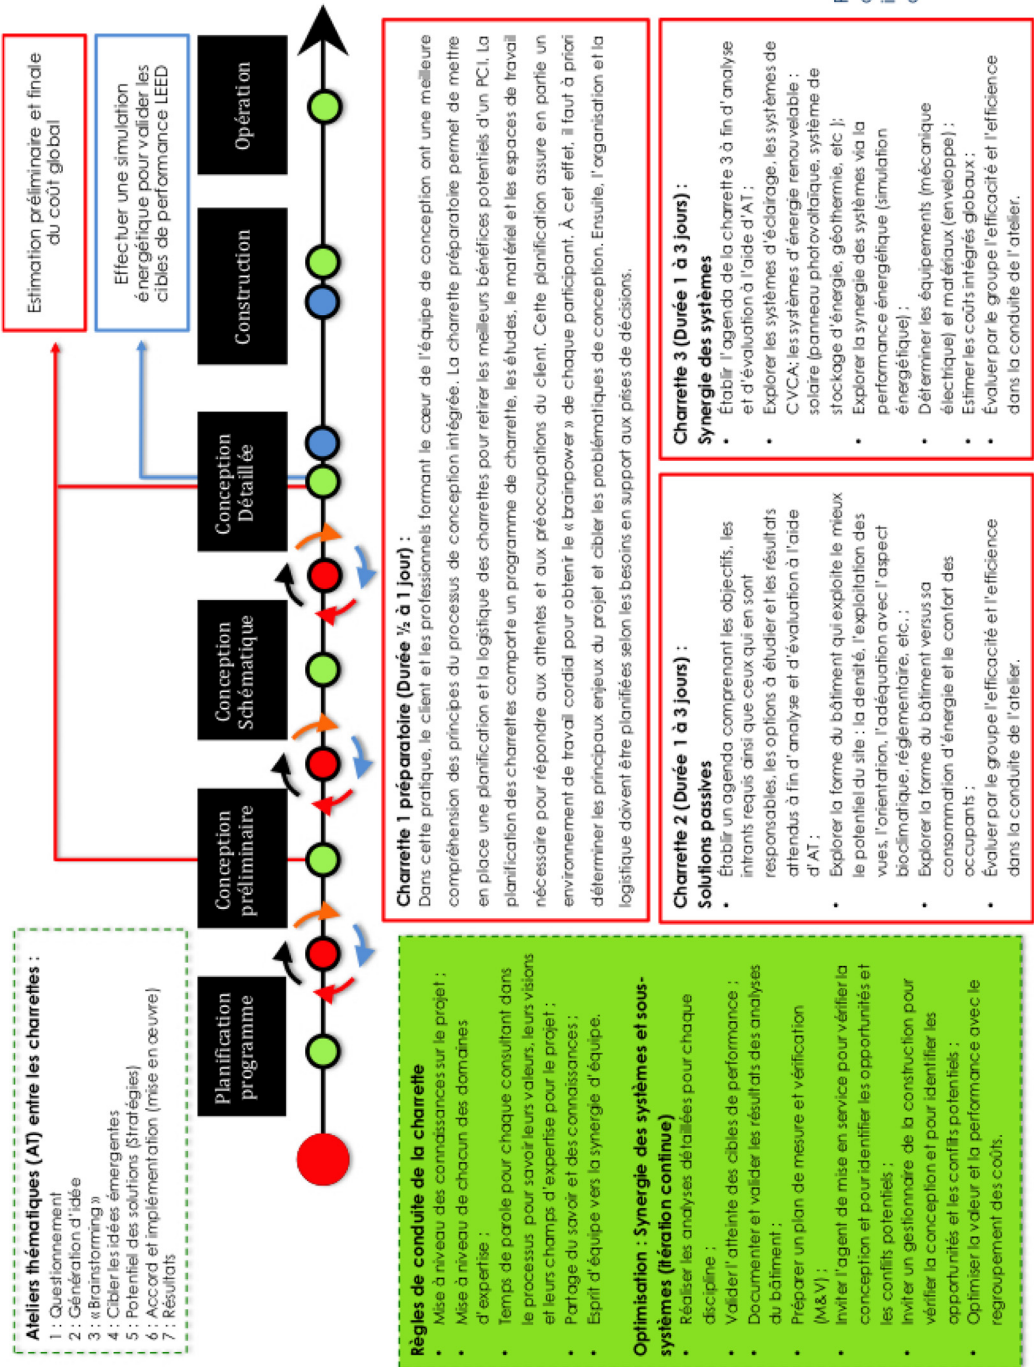 Ateliers thématiques (AT) entre les charrettes :
1 : Questionnement
2 : Génération d'idée
3 : « Brainstorming »
4 : Cibler les idées émergentes
5 : Potentiel des solutions (Stratégies)
6 : Accord et implémentation (mise en œuvre)
7 : Résultats
Estimation préliminaire et finale
du coût global
Effectuer une simulation
énergétique pour valider les
cibles de performance LEED
Planification
programme
Conception
préliminaire
Conception
Schématique
Conception
Détaillée
Construction
Opération
Règles de conduite de la charrette
• Mise à niveau des connaissances sur le projet ;
• Mise à niveau de chacun des domaines
d'expertise ;
• Temps de parole pour chaque consultant dans
le processus pour savoir leurs valeurs, leurs visions
et leurs champs d'expertise pour le projet ;
• Partage du savoir et des connaissances ;
• Esprit d'équipe vers la synergie d'équipe.
Optimisation : Synergie des systèmes et sous-
systèmes (itération continue)
• Réaliser les analyses détaillées pour chaque
discipline ;
• Valider l'atteinte des cibles de performance ;
• Documenter et valider les résultats des analyses
du bâtiment ;
• Préparer un plan de mesure et vérification
(M&V) ;
• Inviter l'agent de mise en service pour vérifier la
conception et pour identifier les opportunités et
les conflits potentiels ;
• Inviter un gestionnaire de la construction pour
vérifier la conception et pour identifier les
opportunités et les conflits potentiels ;
• Optimiser la valeur et la performance avec le
regroupement des coûts.
Charrette 1 préparatoire (Durée ½ à 1 jour) :
Dans cette pratique, le client et les professionnels formant le cœur de l'équipe de conception ont une meilleure
compréhension des principes du processus de conception intégrée. La charrette préparatoire permet de mettre
en place une planification et la logistique des charrettes pour retirer les meilleurs bénéfices potentiels d'un PCI. La
planification des charrettes comporte un programme de charrette, les études, le matériel et les espaces de travail
nécessaire pour répondre aux attentes et aux préoccupations du client. Cette planification assure en partie un
environnement de travail cordial pour obtenir le « brainpower » de chaque participant. À cet effet, il faut à priori
déterminer les principaux enjeux du projet et cibler les problématiques de conception. Ensuite, l'organisation et la
logistique doivent être planifiées selon les besoins en support aux prises de décisions.
Charrette 2 (Durée 1 à 3 jours) :
Solutions passives
• Établir un agenda comprenant les objectifs, les
intrants requis ainsi que ceux qui en sont
responsables, les options à étudier et les résultats
attendus à fin d'analyse et d'évaluation à l'aide
d'AT ;
• Explorer la forme du bâtiment qui exploite le mieux
le potentiel du site : la densité, l'exploitation des
vues, l'orientation, l'adéquation avec l'aspect
bioclimatique, réglementaire, etc. ;
• Explorer la forme du bâtiment versus sa
consommation d'énergie et le confort des
occupants ;
• Évaluer par le groupe l'efficacité et l'efficience
dans la conduite de l'atelier.
Charrette 3 (Durée 1 à 3 jours) :
Synergie des systèmes
• Établir l'agenda de la charrette 3 à fin d'analyse
et d'évaluation à l'aide d'AT ;
• Explorer les systèmes d'éclairage, les systèmes de
CVCA; les systèmes d'énergie renouvelable :
solaire (panneau photovoltaïque, système de
stockage d'énergie, géothermie, etc ) ;
• Explorer la synergie des systèmes via la
performance énergétique (simulation
énergétique) ;
• Déterminer les équipements (mécanique
électrique) et matériaux (enveloppe) ;
• Estimer les coûts intégrés globaux ;
• Évaluer par le groupe l'efficacité et l'efficience
dans la conduite de l'atelier.